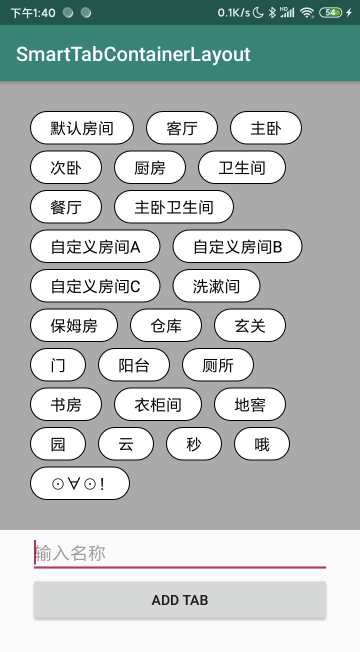 下午1:40 0.1K/s HD 54
SmartTabContainerLayout
默认房间 客厅 主卧
次卧 厨房 卫生间
餐厅 主卧卫生间
自定义房间A 自定义房间B
自定义房间C 洗漱间
保姆房 仓库 玄关
门 阳台 厕所
书房 衣柜间 地窖
园 云 秒 哦
⊙∀⊙！
输入名称
ADD TAB